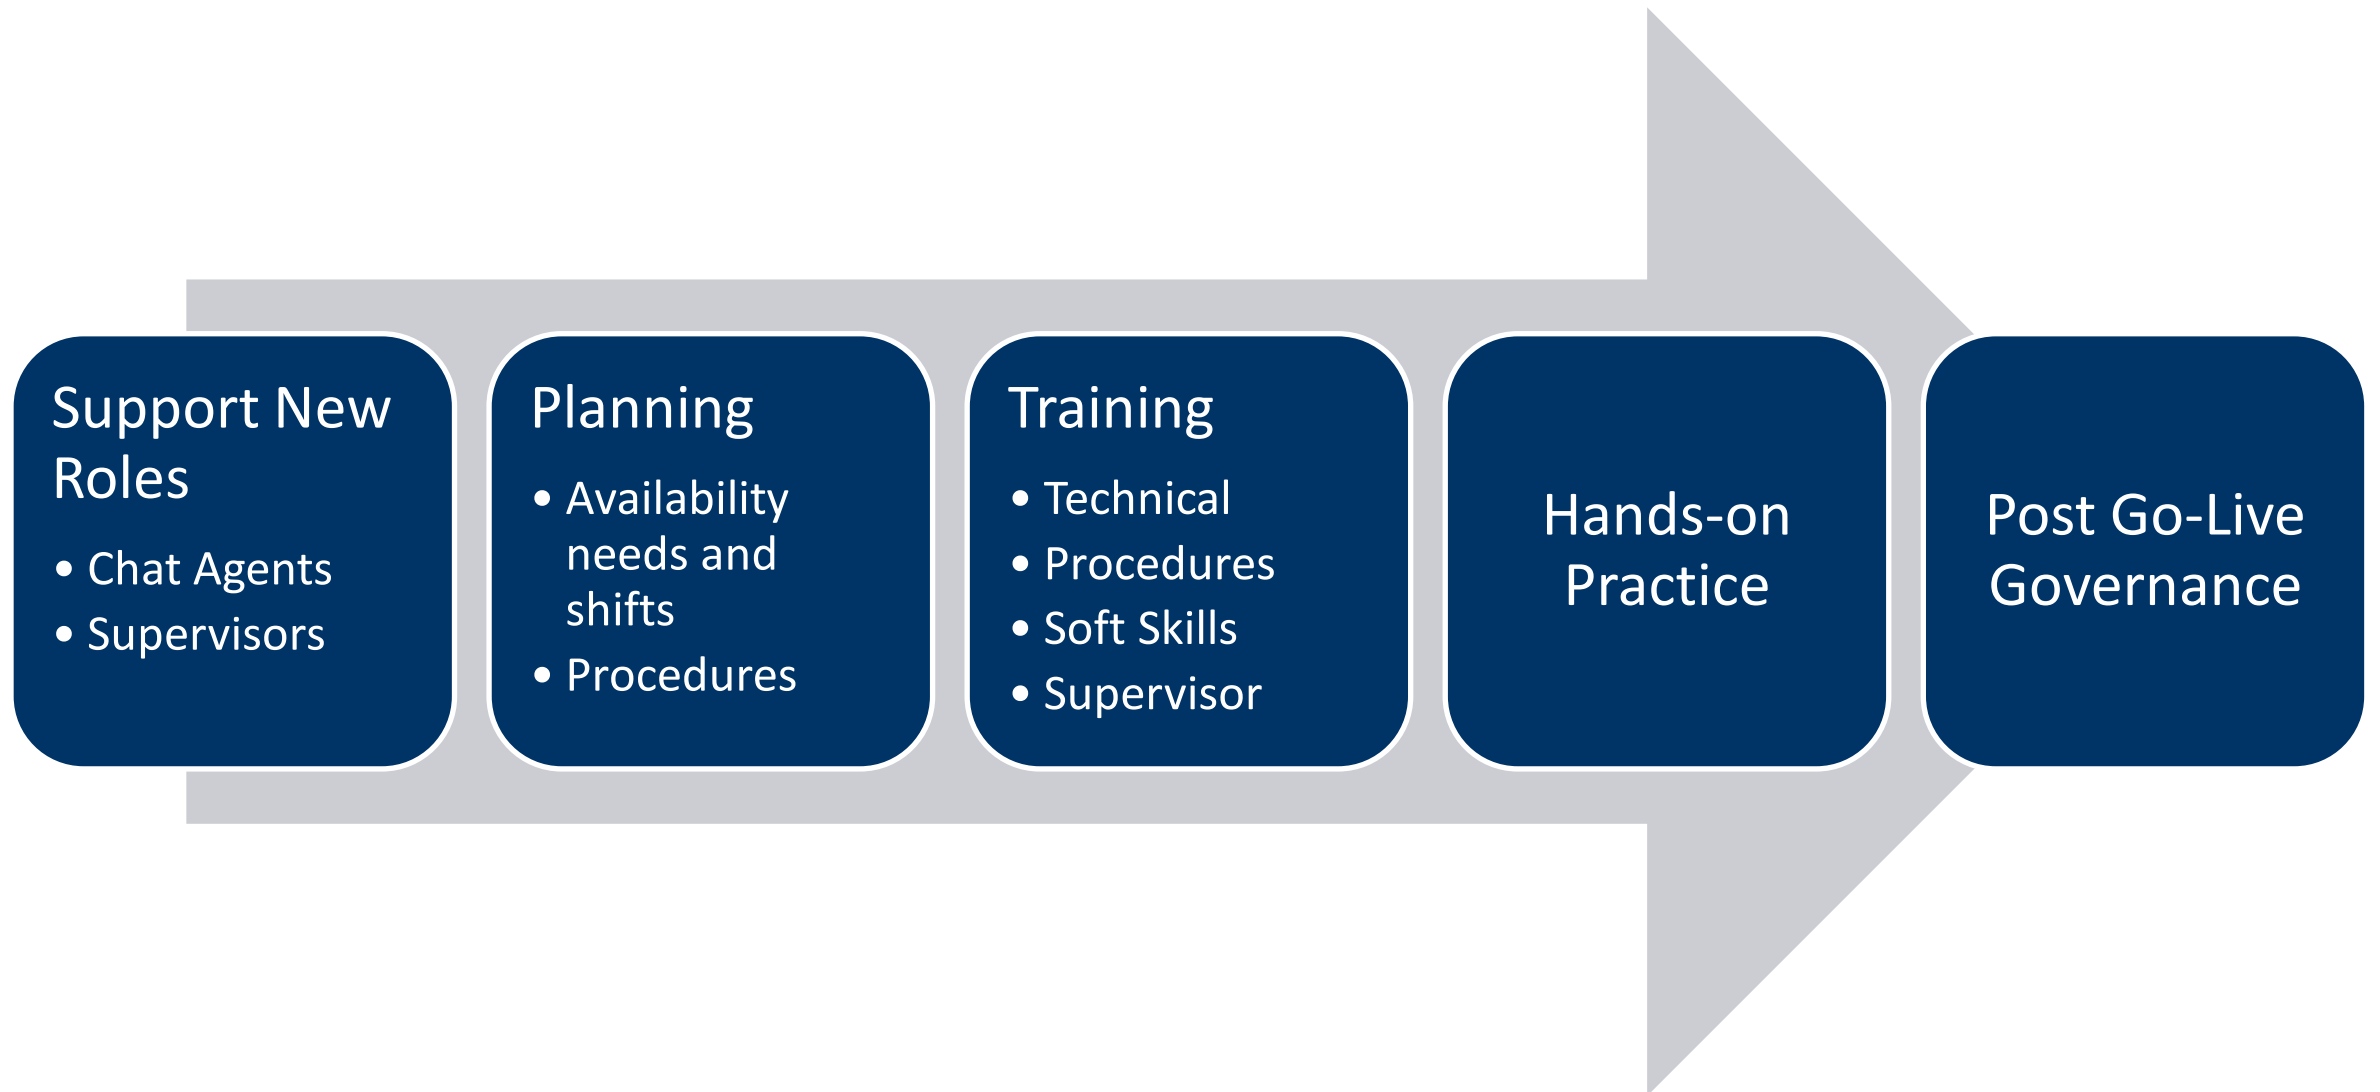 Support New
Roles
• Chat Agents
• Supervisors
Planning
• Availability
needs and
shifts
• Procedures
Training
• Technical
• Procedures
• Soft Skills
• Supervisor
Hands-on
Practice
Post Go-Live
Governance